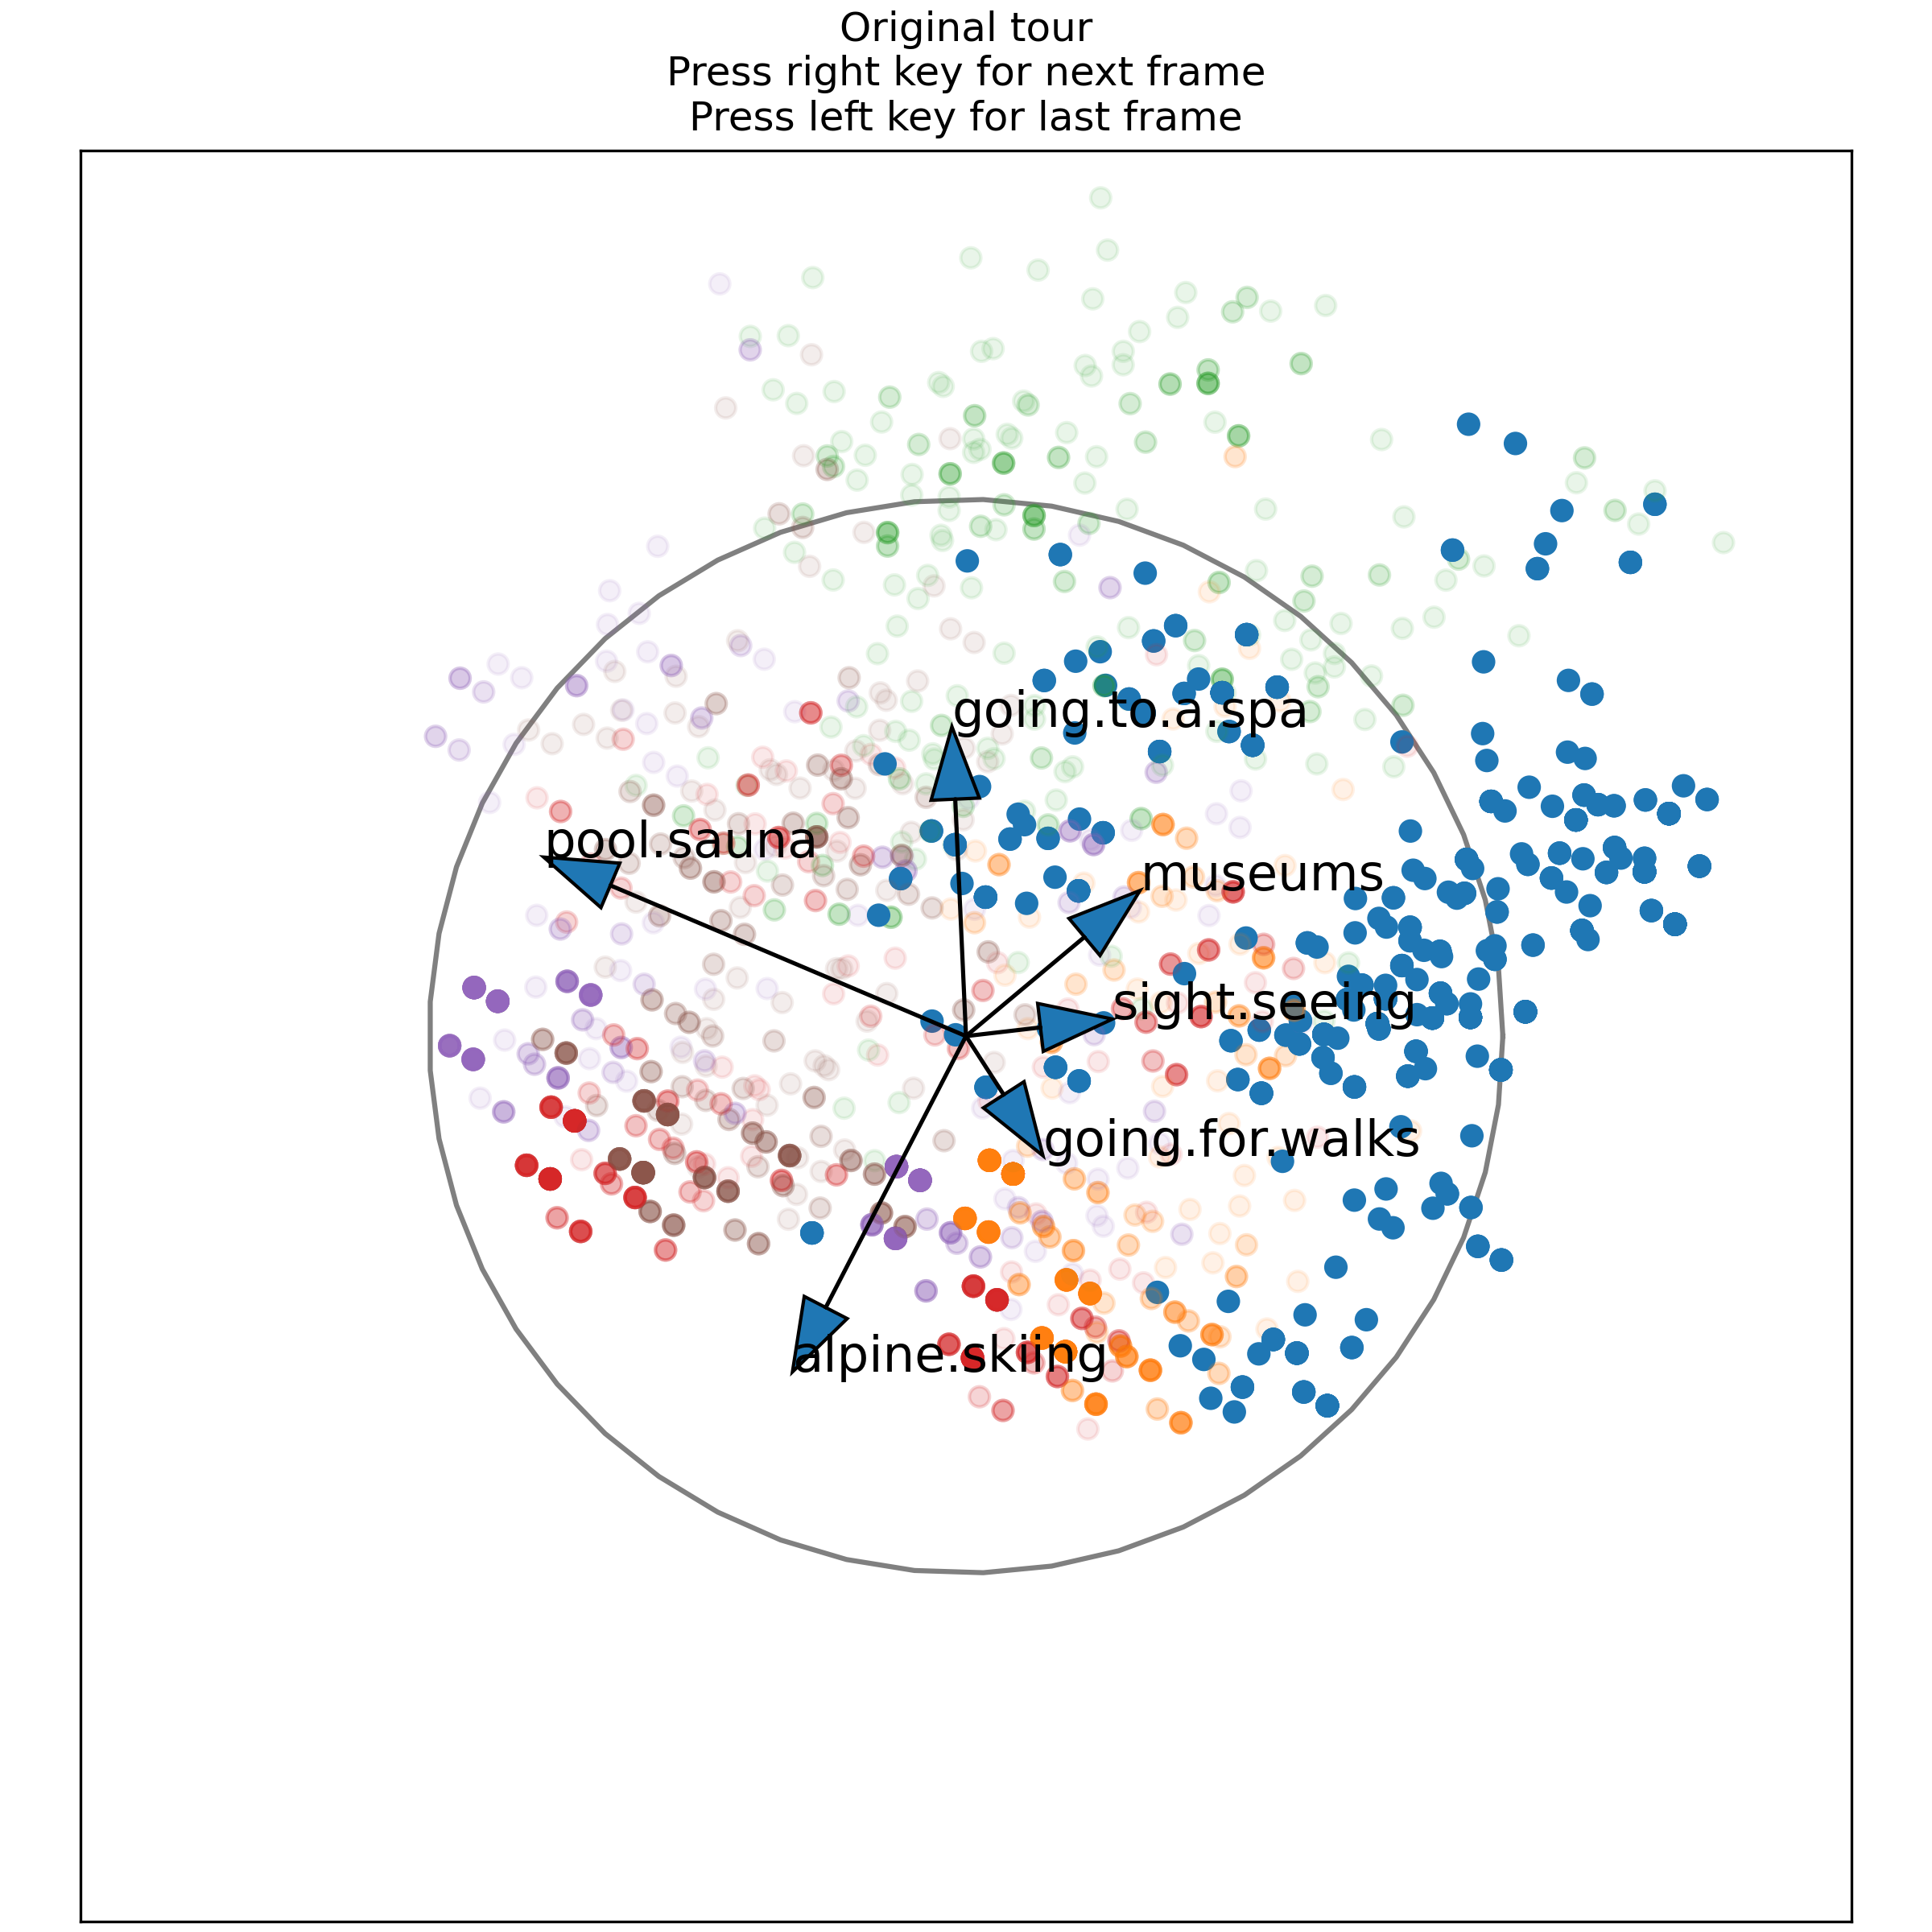 Original tour
Press right key for next frame
Press left key for last frame
going.to.a.spa
pool.sauna
museums
sight.seeing
going.for.walks
alpine.skiing